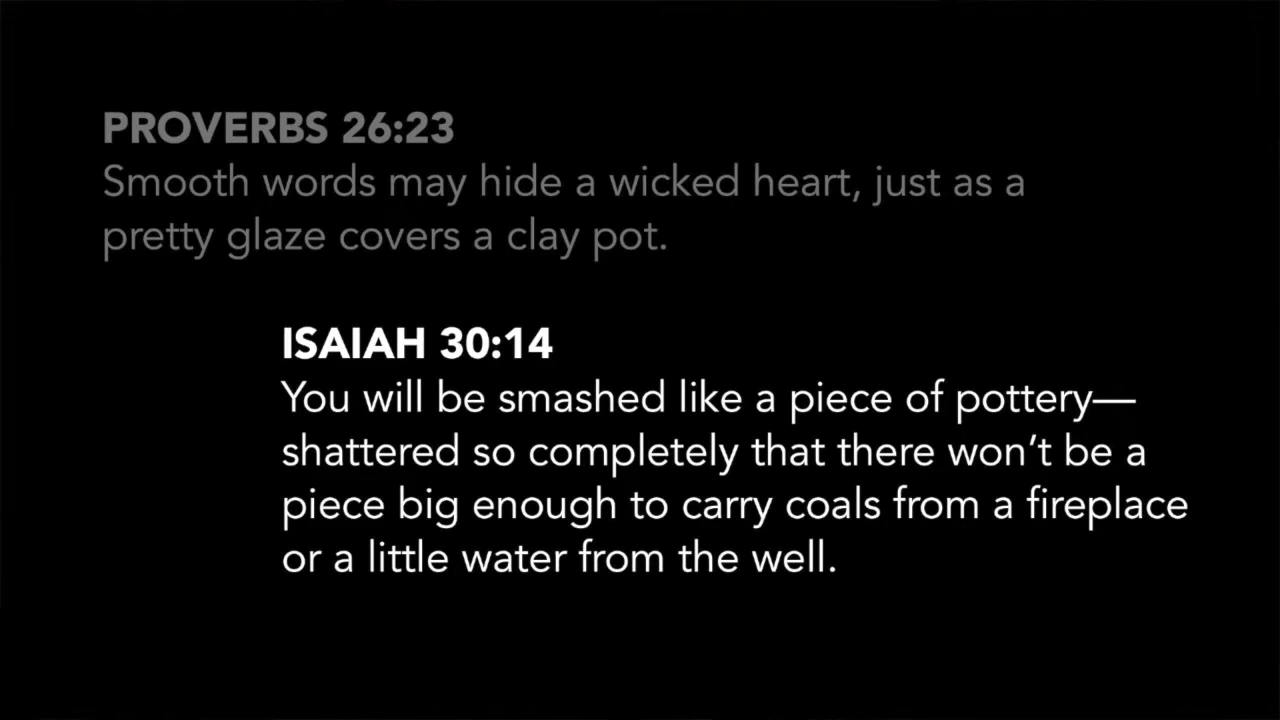 PROVERBS 26:23
Smooth words may hide a wicked heart, just as a
pretty glaze covers a clay pot.
ISAIAH 30:14
You will be smashed like a piece of pottery—
shattered so completely that there won’t be a
piece big enough to carry coals from a fireplace
or a little water from the well.